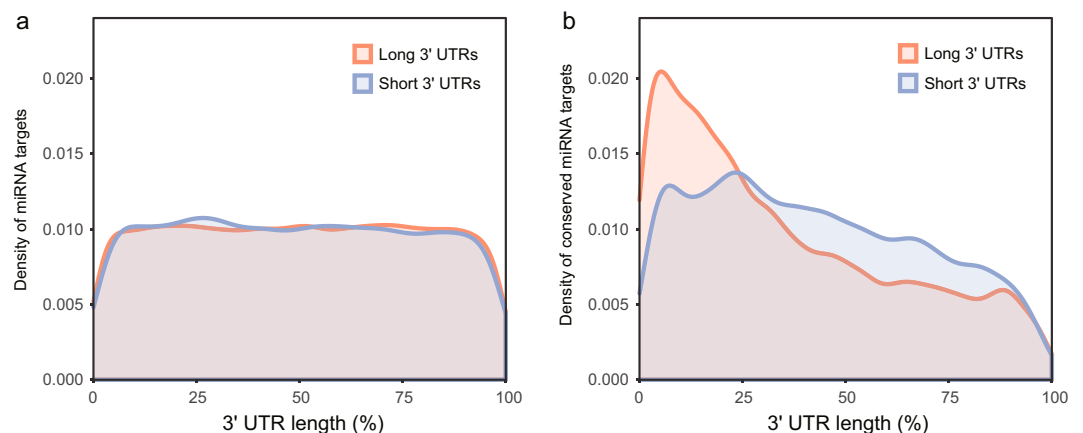 a
Long 3' UTRs
Short 3' UTRs
Density of miRNA targets
0.020
0.015
0.010
0.005
0.000
0
25
50
75
100
3' UTR length (%)
b
Long 3' UTRs
Short 3' UTRs
Density of conserved miRNA targets
0.020
0.015
0.010
0.005
0.000
0
25
50
75
100
3' UTR length (%)